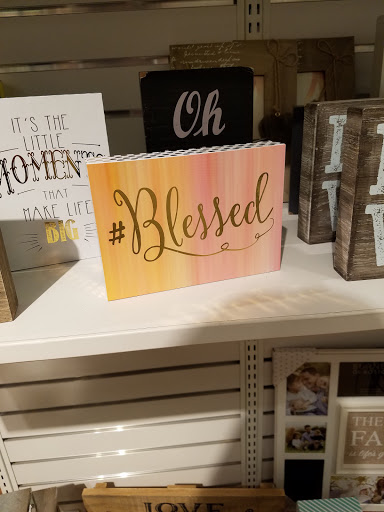 IT'S THE
LITTLE
MOMENTS
THAT
MAKE LIFE
BIG
Oh
#Blessed
THE
FA
LOVE